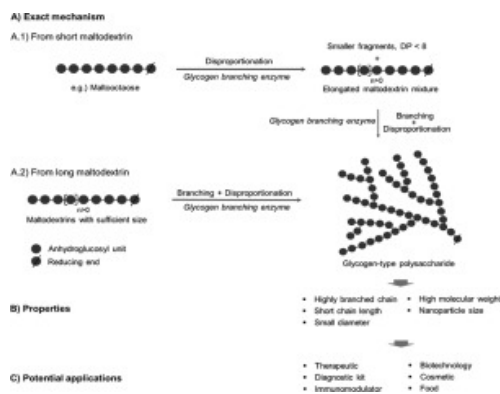 A) Exact mechanism
A.1) From short maltodextrin
e.g.) Maltooctaose
Disproportionation
Glycogen branching enzyme
Smaller fragments, DP < 8
+
n>0
Elongated maltodextrin mixture
Glycogen branching enzyme
Branching
+
Disproportionation
A.2) From long maltodextrin
n>0
Maltodextrins with sufficient size
Branching + Disproportionation
Glycogen branching enzyme
Anhydroglucosyl unit
Reducing end
Glycogen-type polysaccharide
B) Properties
• Highly branched chain
• Short chain length
• Small diameter
• High molecular weight
• Nanoparticle size
C) Potential applications
• Therapeutic
• Diagnostic kit
• Immunomodulator
• Biotechnology
• Cosmetic
• Food